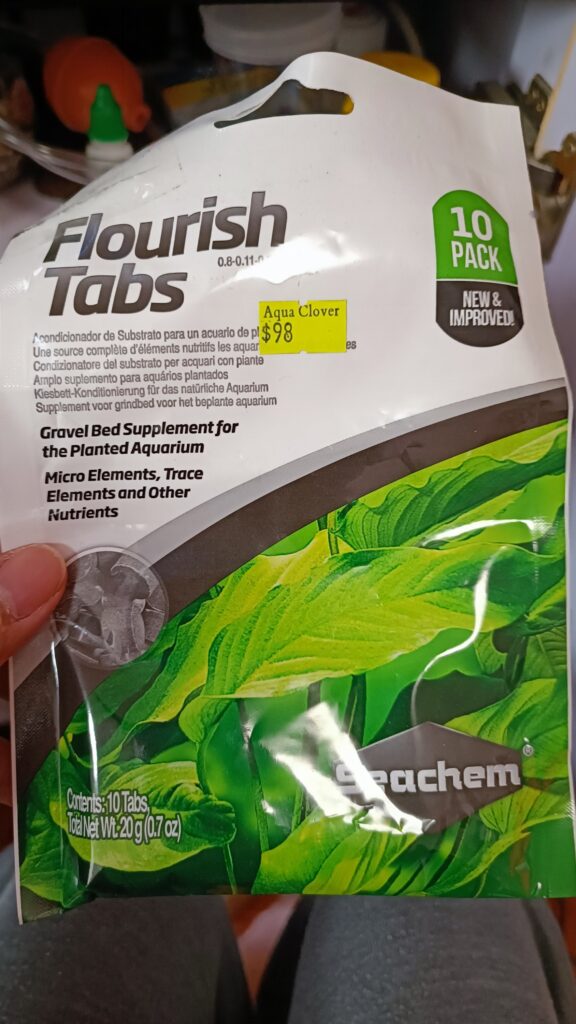 Flourish
Tabs
0.8-0.11-0
10
PACK
NEW &
IMPROVED!
Aqua Clover
$98
Acondicionador de Substrato para un acuario de pl
Une source complète d'éléments nutritifs les aquar es
Condizionatore del substrato per acquari con piante
Amplo suplemento para aquários plantados
Kiesbett-Konditionierung für das natürliche Aquarium
Supplement voor grindbed voor het beplante aquarium
Gravel Bed Supplement for
the Planted Aquarium
Micro Elements, Trace
Elements and Other
Nutrients
Seachem®
Contents: 10 Tabs,
Total Net Wt. 20 g (0.7 oz)